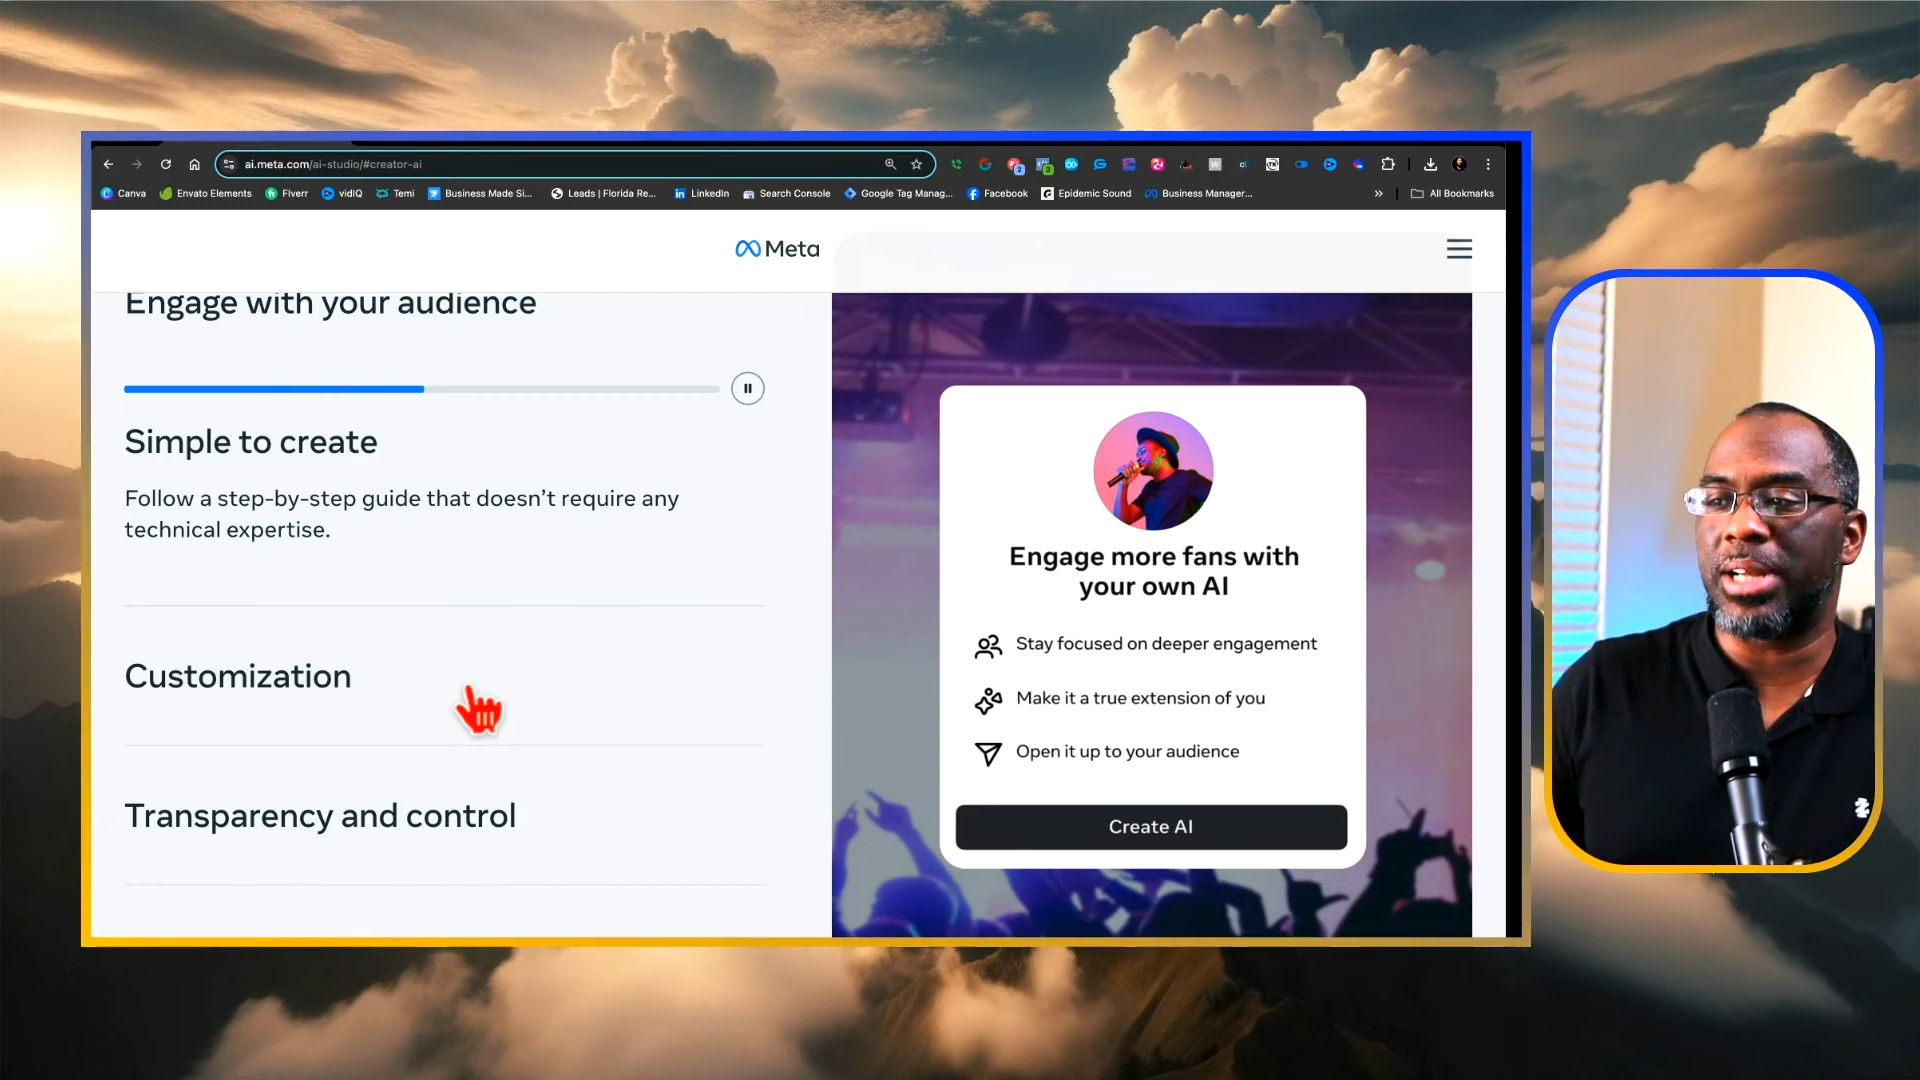 ai.meta.com/ai-studio/#creator-ai
2
2
Canva
Envato Elements
Fiverr
vidIQ
Temi
Business Made Si...
Leads | Florida Re...
LinkedIn
Search Console
Google Tag Manag...
Facebook
Epidemic Sound
Business Manager...
»
All Bookmarks
Meta
Engage with your audience
Simple to create
Follow a step-by-step guide that doesn't require any
technical expertise.
Customization
Transparency and control
Engage more fans with
your own AI
Stay focused on deeper engagement
Make it a true extension of you
Open it up to your audience
Create AI